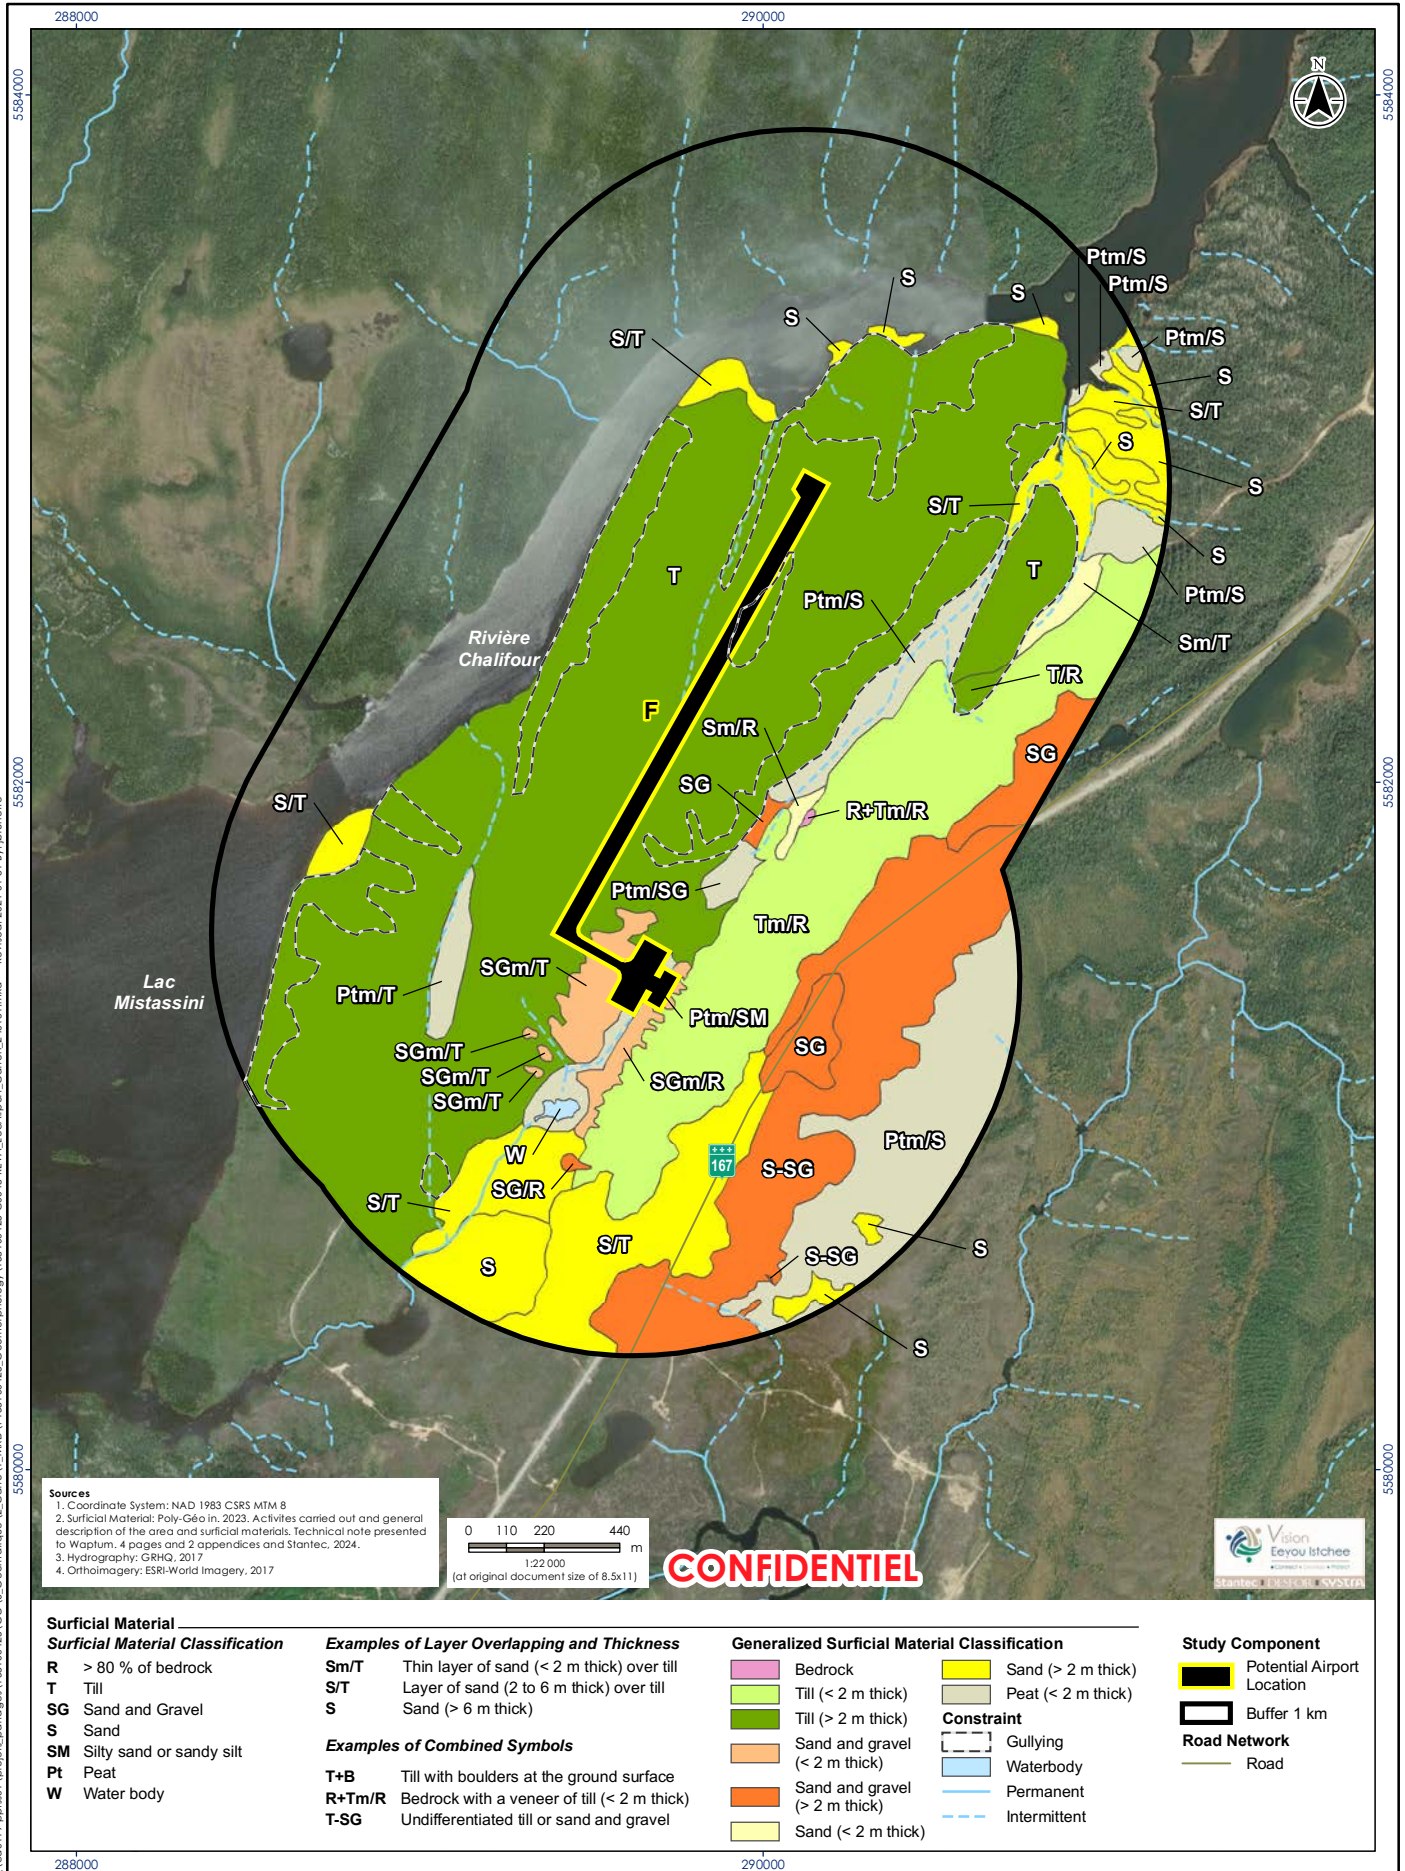 288000
290000
5584000
5584000
N
Ptm/S
Ptm/S
S
S
S
S/T
Ptm/S
S
S/T
S
S
S/T
S
T
T
Ptm/S
Ptm/S
Rivière
Chalifour
Sm/T
T/R
F
Sm/R
SG
5582000
5582000
SG
S/T
R+Tm/R
Ptm/SG
Tm/R
SGm/T
Lac
Mistassini
Ptm/T
Ptm/SM
SGm/T
SG
SGm/T
SGm/R
SGm/T
Ptm/S
W
167
S-SG
SG/R
S/T
S/T
S
S-SG
S
S
5580000
5580000
Sources
1. Coordinate System: NAD 1983 CSRS MTM 8
2. Surficial Material: Poly-Géo in. 2023. Activites carried out and general
description of the area and surficial materials. Technical note presented
to Waptum. 4 pages and 2 appendices and Stantec, 2024.
3. Hydrography: GRHQ, 2017
4. Orthoimagery: ESRI-World Imagery, 2017
0 110 220 440
m
1:22 000
(at original document size of 8.5x11)
CONFIDENTIEL
Vision
Eeyou Istchee
Stantec DESFOR SYSTRA
Surficial Material
Surficial Material Classification
R > 80 % of bedrock
T Till
SG Sand and Gravel
S Sand
SM Silty sand or sandy silt
Pt Peat
W Water body
Examples of Layer Overlapping and Thickness
Sm/T Thin layer of sand (< 2 m thick) over till
S/T Layer of sand (2 to 6 m thick) over till
S Sand (> 6 m thick)
Examples of Combined Symbols
T+B Till with boulders at the ground surface
R+Tm/R Bedrock with a veneer of till (< 2 m thick)
T-SG Undifferentiated till or sand and gravel
Generalized Surficial Material Classification
Bedrock
Till (< 2 m thick)
Till (> 2 m thick)
Sand and gravel
(< 2 m thick)
Sand and gravel
(> 2 m thick)
Sand (< 2 m thick)
Sand (> 2 m thick)
Peat (< 2 m thick)
Constraint
Gullying
Waterbody
Permanent
Intermittent
Study Component
Potential Airport
Location
Buffer 1 km
Road Network
Road
288000
290000